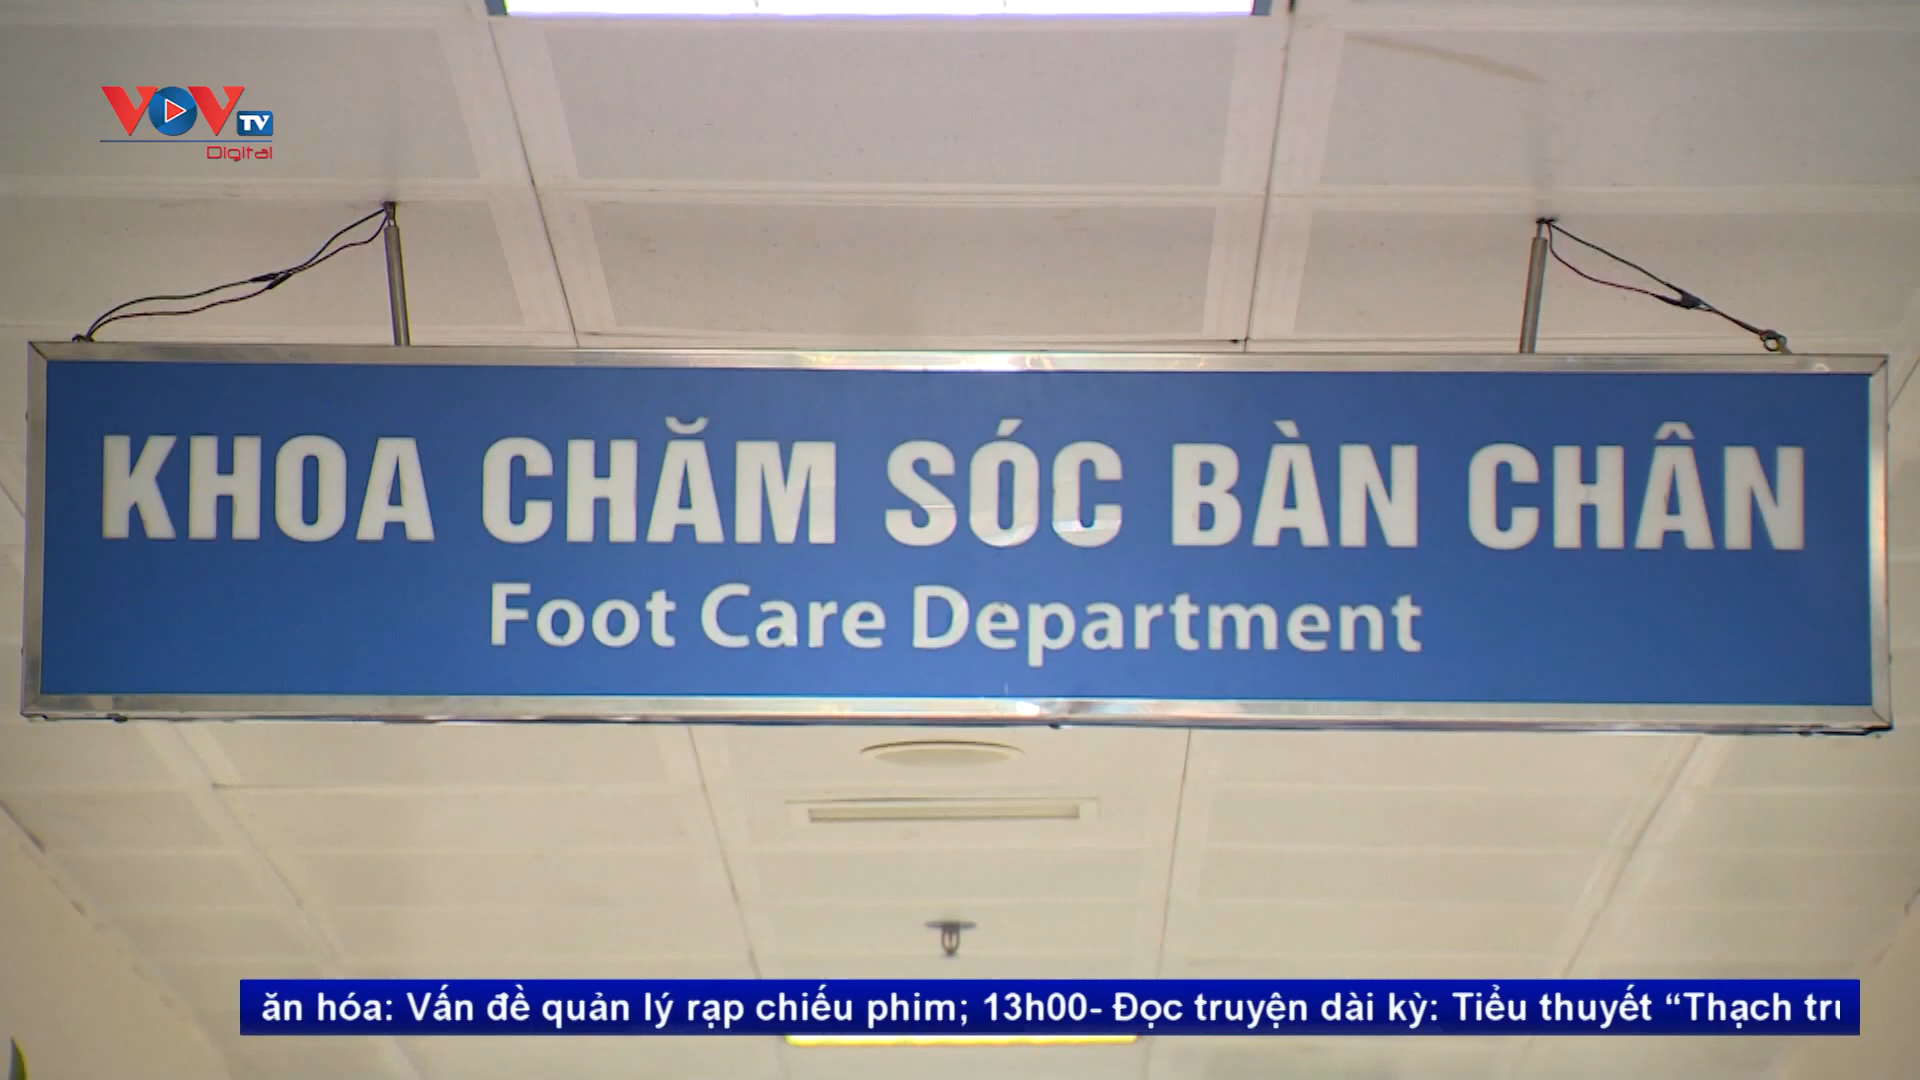 VOV TV
Digital
KHOA CHĂM SÓC BÀN CHÂN
Foot Care Department
ăn hóa: Vấn đề quản lý rạp chiếu phim; 13h00- Đọc truyện dài kỳ: Tiểu thuyết “Thạch